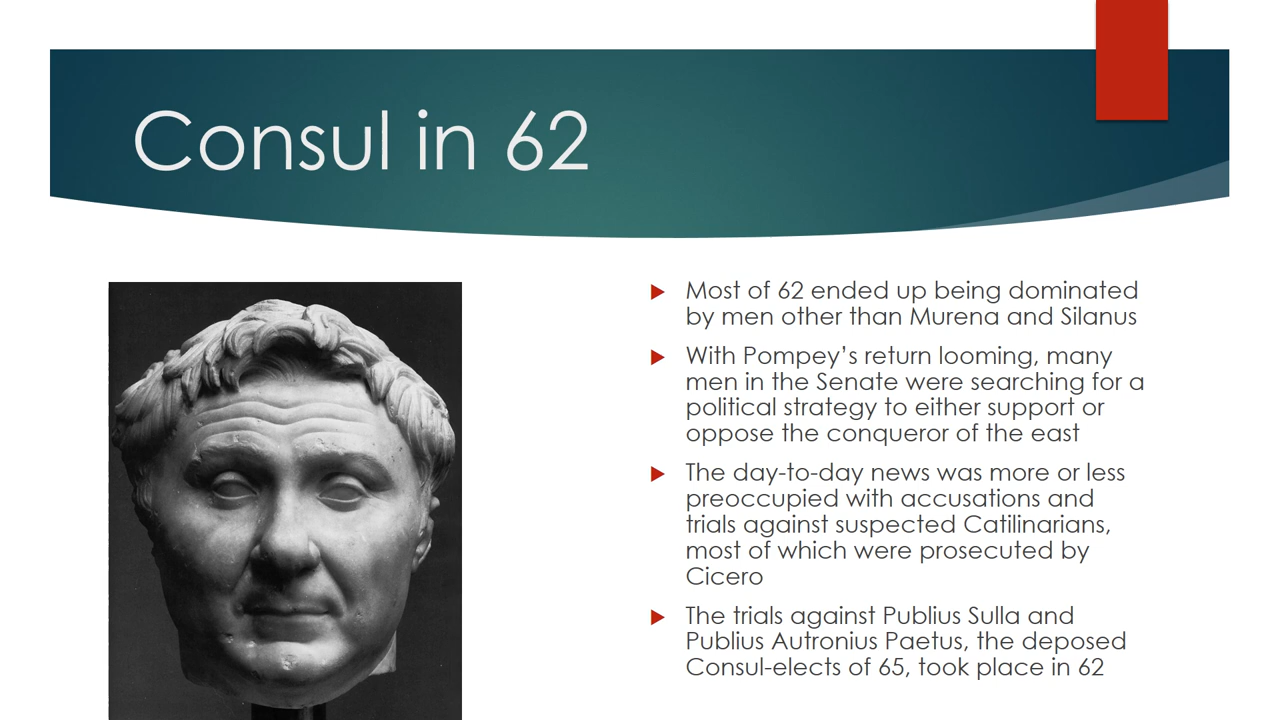 Consul in 62
Most of 62 ended up being dominated
by men other than Murena and Silanus
With Pompey’s return looming, many
men in the Senate were searching for a
political strategy to either support or
oppose the conqueror of the east
The day-to-day news was more or less
preoccupied with accusations and
trials against suspected Catilinarians,
most of which were prosecuted by
Cicero
The trials against Publius Sulla and
Publius Autronius Paetus, the deposed
Consul-elects of 65, took place in 62